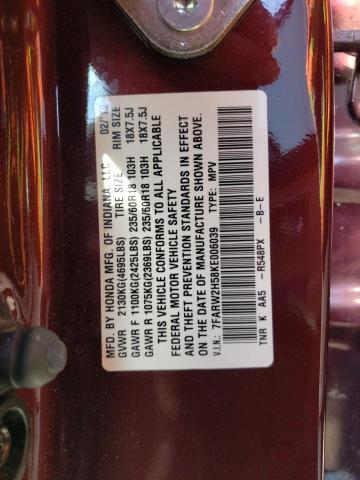 MFD. BY HONDA MFG. OF INDIANA, LLC 02/
GVWR 2130KG(4695LBS) TIRE SIZE RIM SIZE
GAWR F 1100KG(2425LBS) 235/60R18 103H 18X7.5J
GAWR R 1075KG(2369LBS) 235/60R18 103H 18X7.5J
THIS VEHICLE CONFORMS TO ALL APPLICABLE
FEDERAL MOTOR VEHICLE SAFETY
AND THEFT PREVENTION STANDARDS IN EFFECT
ON THE DATE OF MANUFACTURE SHOWN ABOVE.
V.I.N.: 7FARW2H58KE006039 TYPE: MPV
TNR K AA5 -R548PX -B-E